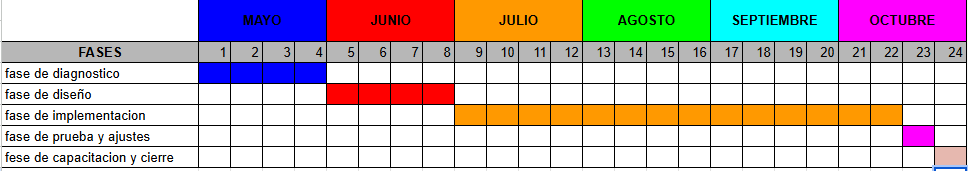 MAYO JUNIO JULIO AGOSTO SEPTIEMBRE OCTUBRE
FASES 1 2 3 4 5 6 7 8 9 10 11 12 13 14 15 16 17 18 19 20 21 22 23 24
fase de diagnostico
fase de diseño
fase de implementacion
fase de prueba y ajustes
fese de capacitacion y cierre